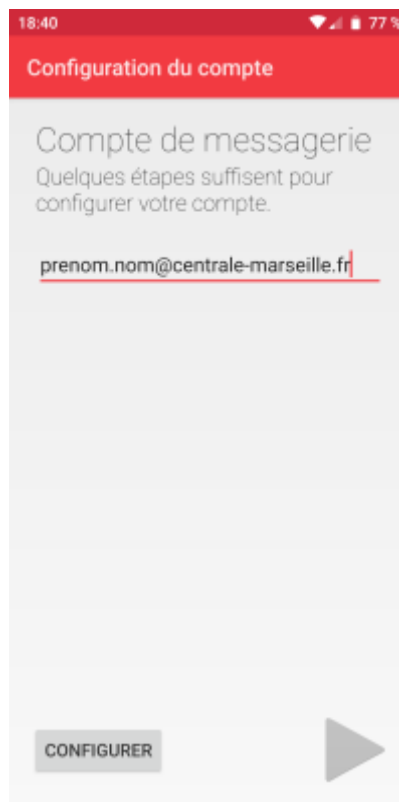 18:40 77 %
Configuration du compte
Compte de messagerie
Quelques étapes suffisent pour
configurer votre compte.
prenom.nom@centrale-marseille.fr
CONFIGURER